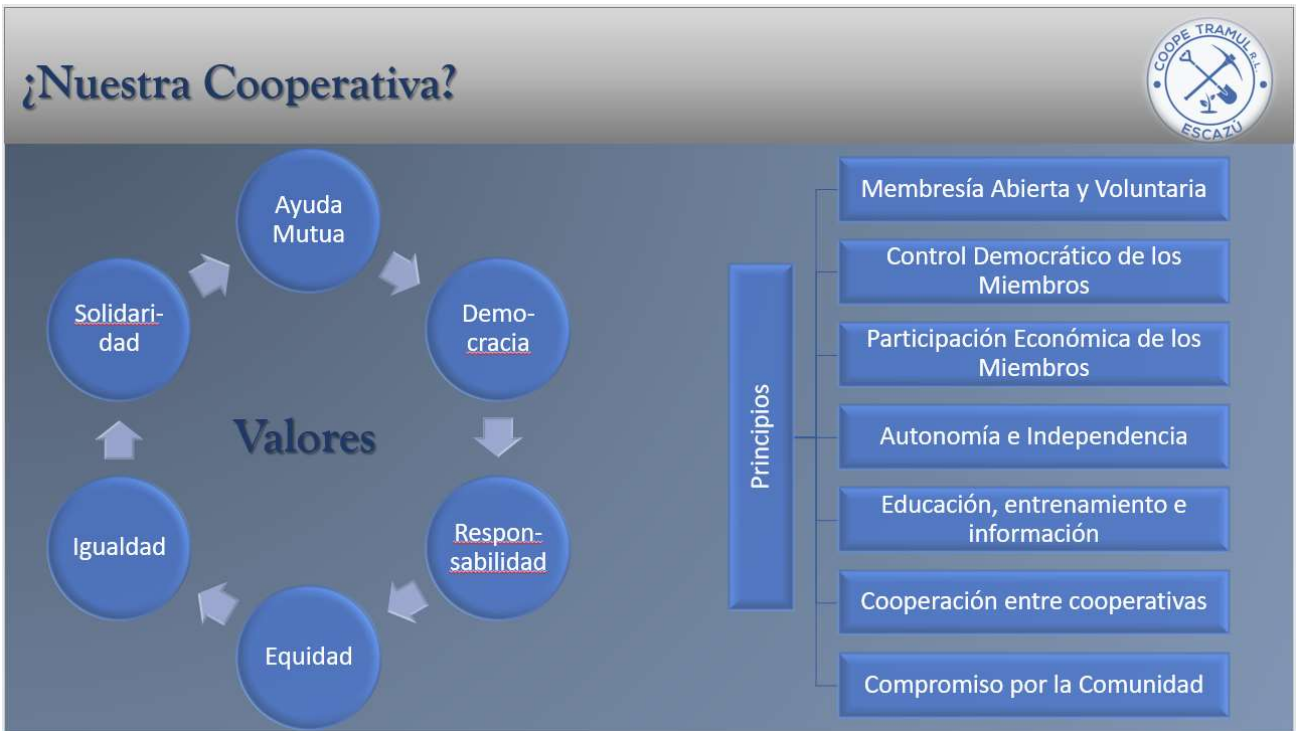 ¿Nuestra Cooperativa?
COOPE TRAMUL R.L.
ESCAZÚ
Ayuda
Mutua
Demo-
cracia
Respon-
sabilidad
Equidad
Igualdad
Solidari-
dad
Valores
Principios
Membresía Abierta y Voluntaria
Control Democrático de los
Miembros
Participación Económica de los
Miembros
Autonomía e Independencia
Educación, entrenamiento e
información
Cooperación entre cooperativas
Compromiso por la Comunidad